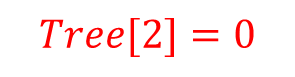 Tree[2] = 0